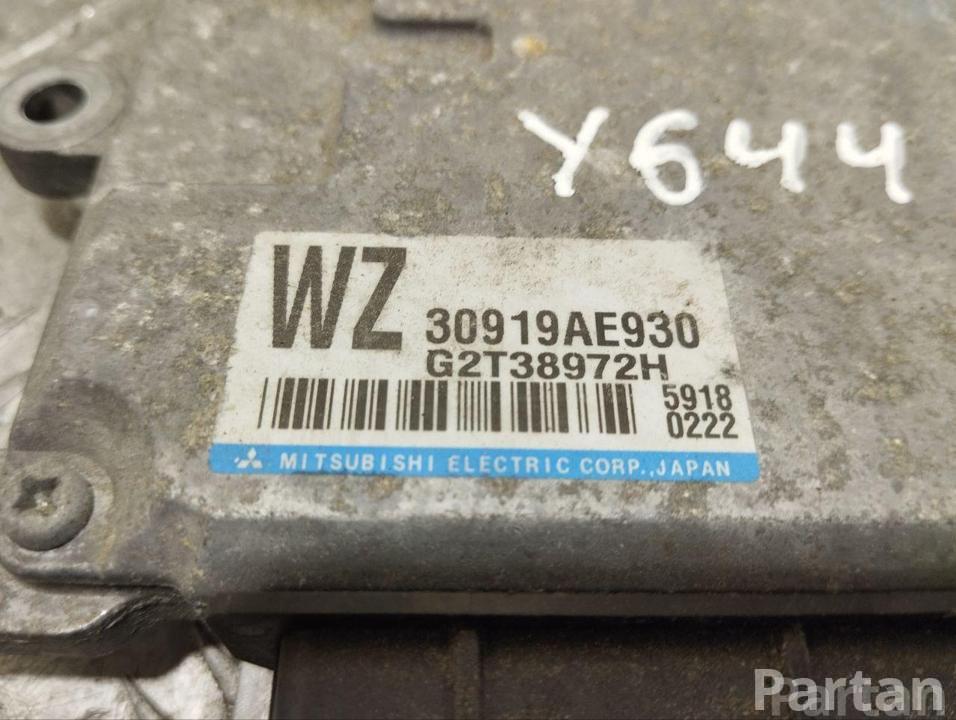 Y644
WZ 30919AE930
G2T38972H
5918
0222
MITSUBISHI ELECTRIC CORP.,JAPAN
Partan